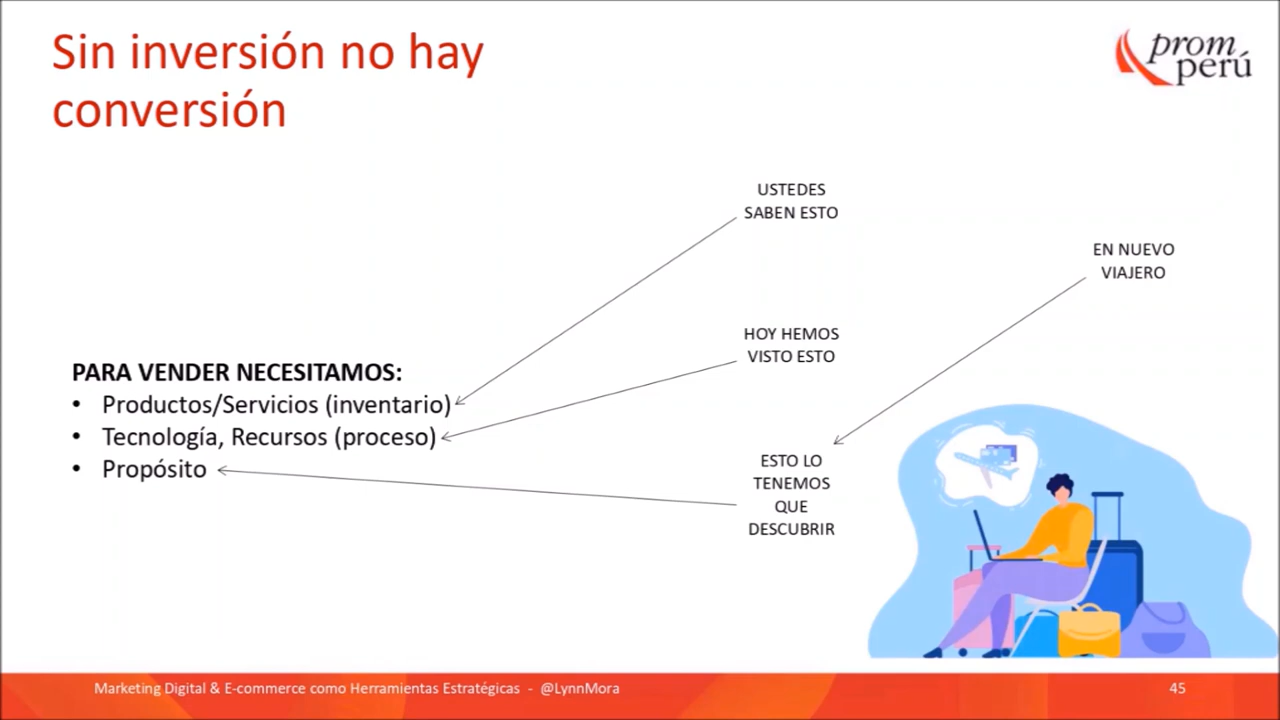 Sin inversión no hay
conversión
prom
perú
USTEDES
SABEN ESTO
EN NUEVO
VIAJERO
HOY HEMOS
VISTO ESTO
PARA VENDER NECESITAMOS:
• Productos/Servicios (inventario)
• Tecnología, Recursos (proceso)
• Propósito
ESTO LO
TENEMOS
QUE
DESCUBRIR
Marketing Digital & E-commerce como Herramientas Estratégicas - @LynnMora
45